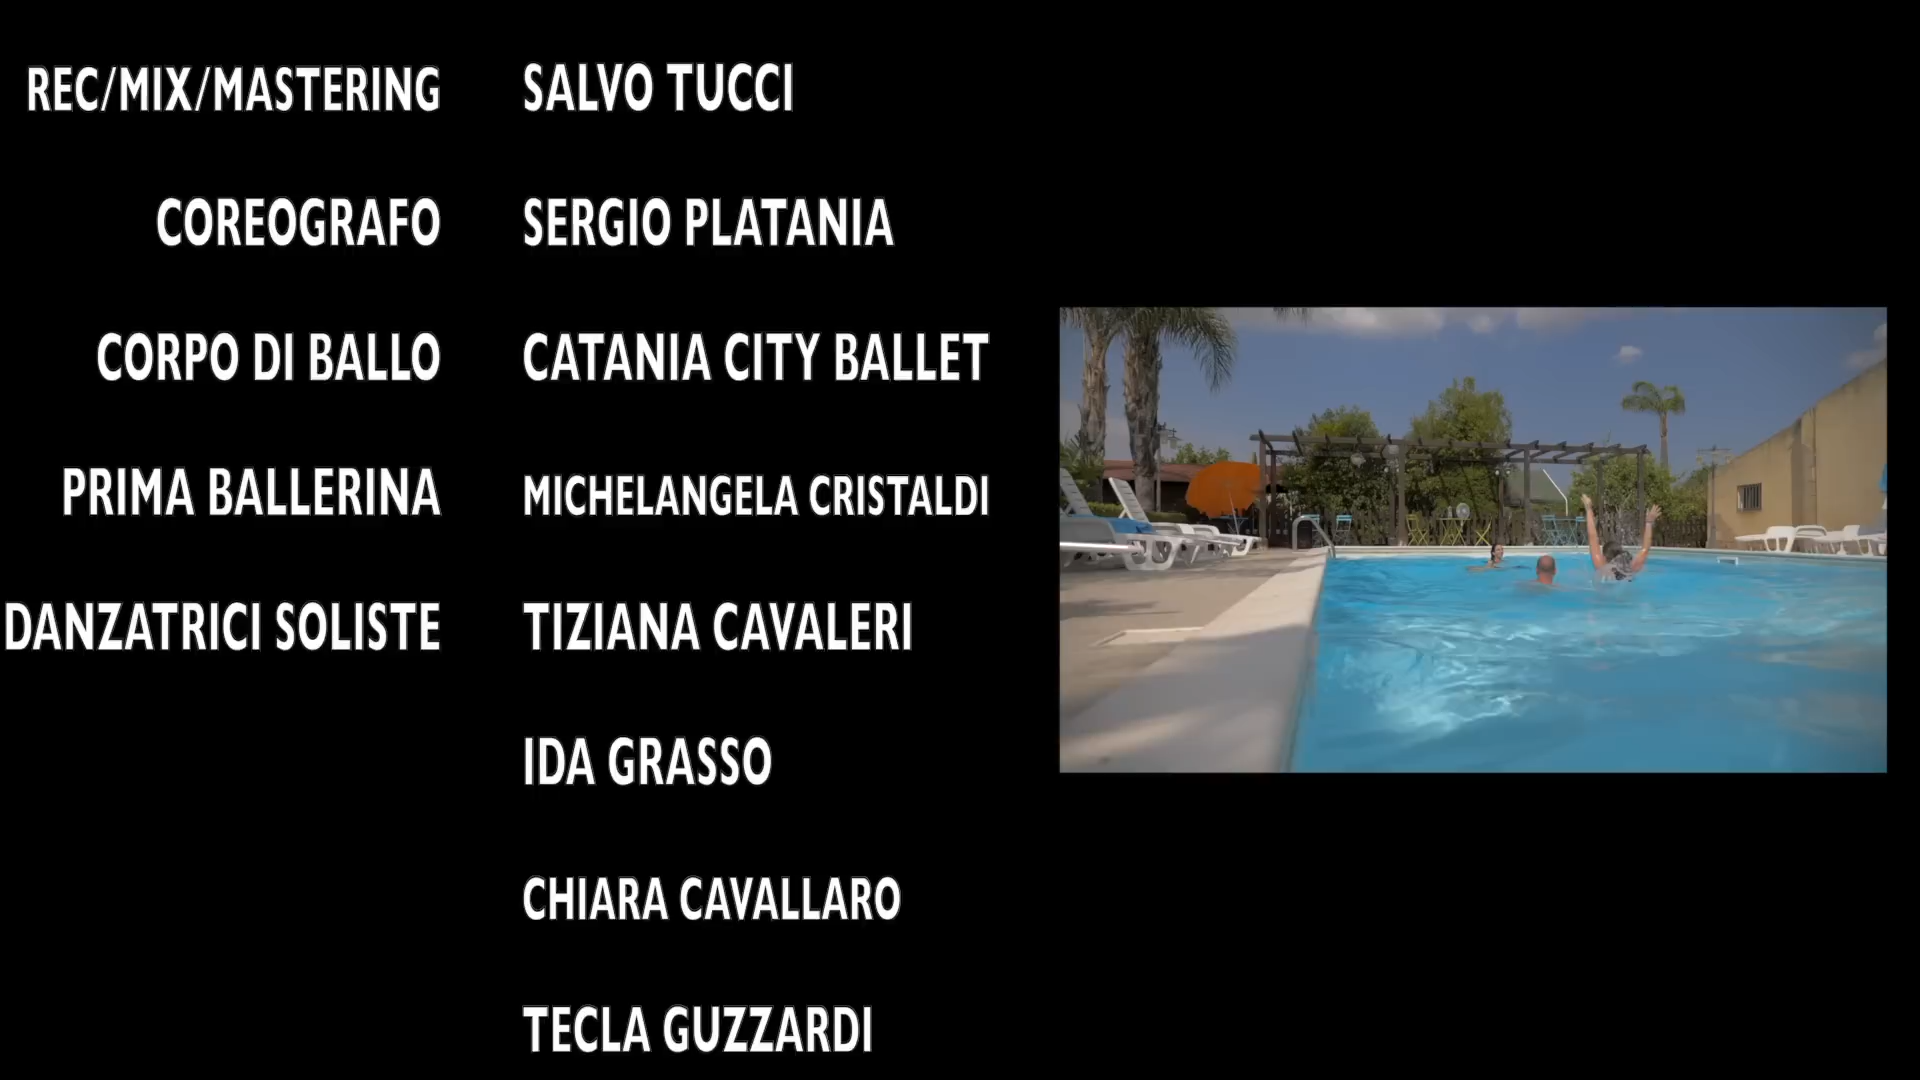 REC/MIX/MASTERING SALVO TUCCI
COREOGRAFO SERGIO PLATANIA
CORPO DI BALLO CATANIA CITY BALLET
PRIMA BALLERINA MICHELANGELA CRISTALDI
DANZATRICI SOLISTE TIZIANA CAVALERI
IDA GRASSO
CHIARA CAVALLARO
TECLA GUZZARDI